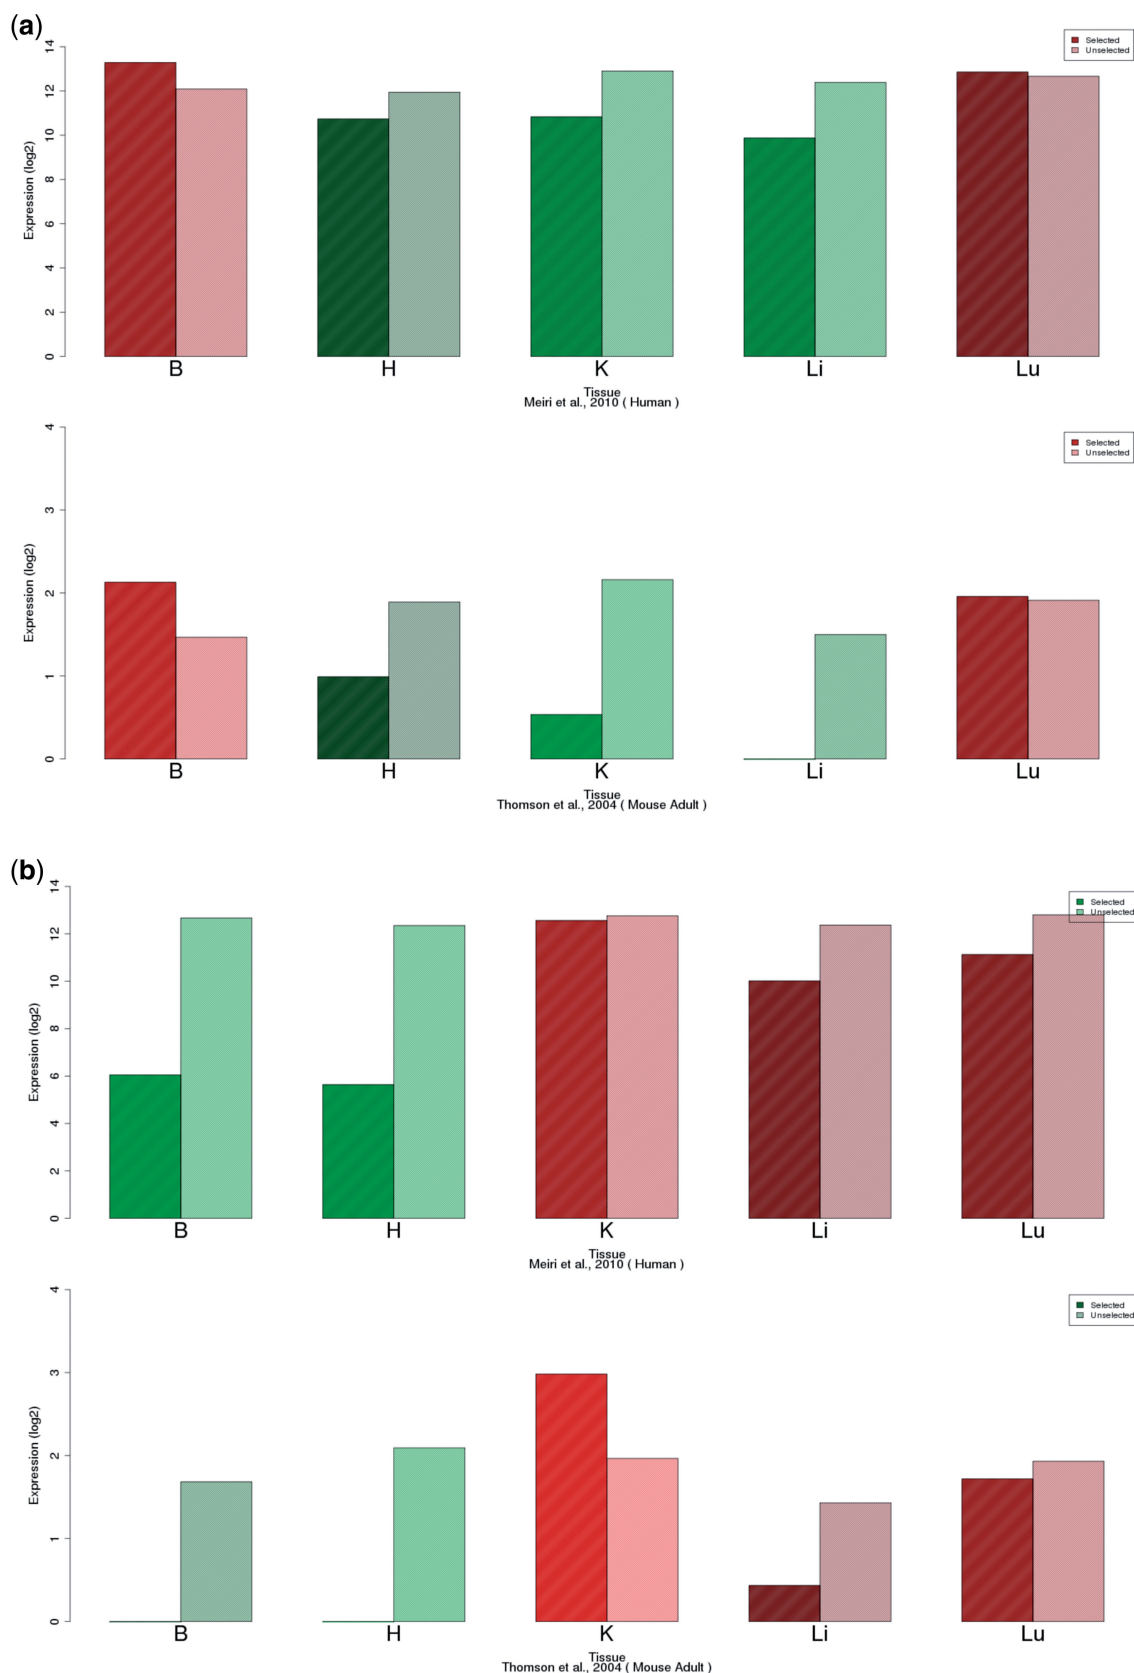 (a)
Selected
Unselected
Expression (log2)
0 2 4 6 8 10 12 14
B H K Li Lu
Tissue
Meiri et al., 2010 ( Human )
Selected
Unselected
Expression (log2)
0 1 2 3 4
B H K Li Lu
Tissue
Thomson et al., 2004 ( Mouse Adult )
(b)
Selected
Unselected
Expression (log2)
0 2 4 6 8 10 12 14
B H K Li Lu
Tissue
Meiri et al., 2010 ( Human )
Selected
Unselected
Expression (log2)
0 1 2 3 4
B H K Li Lu
Tissue
Thomson et al., 2004 ( Mouse Adult )